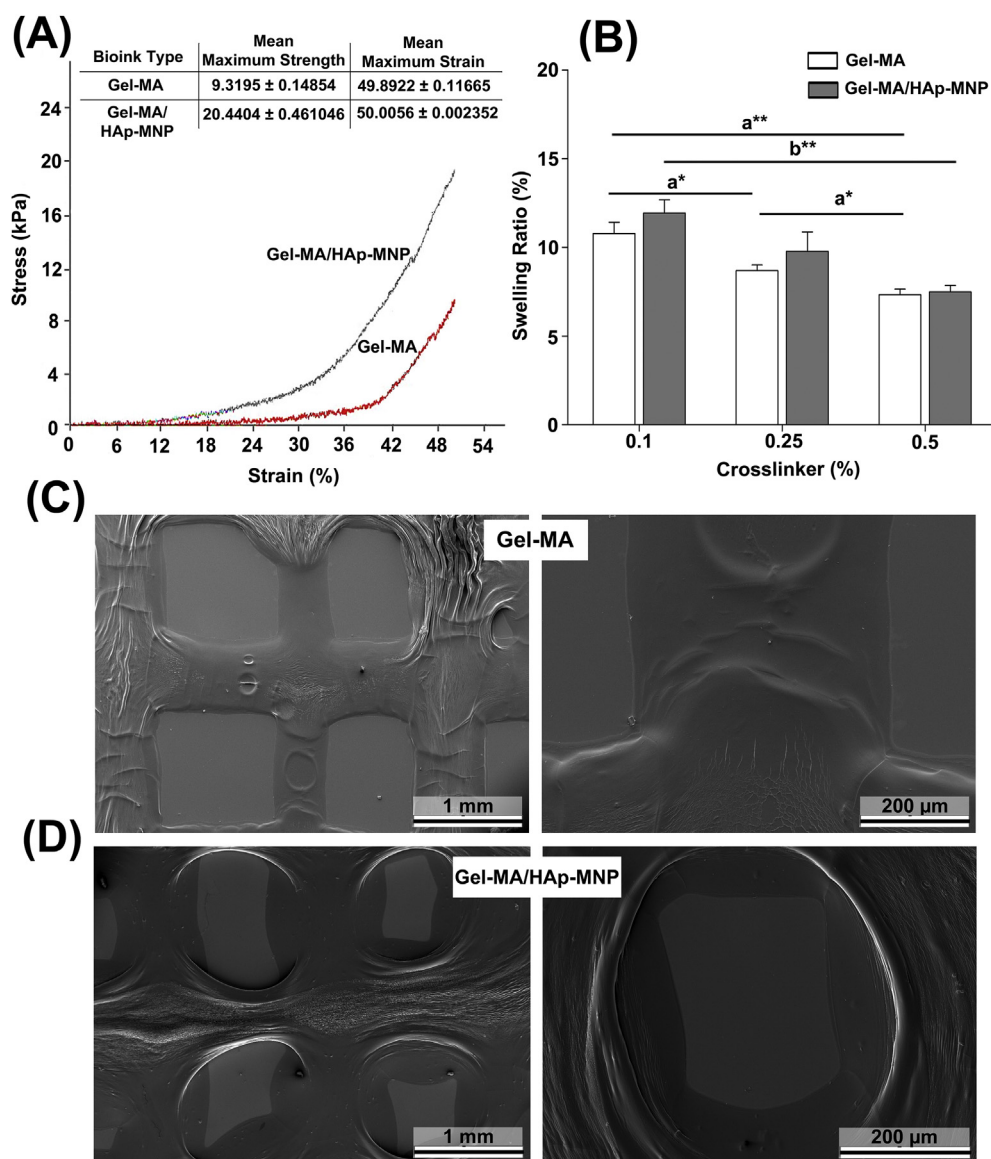 (A)
Bioink Type
Mean
Maximum Strength
Mean
Maximum Strain
Gel-MA
9.3195 ± 0.14854
49.8922 ± 0.11665
Gel-MA/
HAp-MNP
20.4404 ± 0.461046
50.0056 ± 0.002352
24
20
16
12
8
4
0
Stress (kPa)
Gel-MA/HAp-MNP
Gel-MA
0
6
12
18
24
30
36
42
48
54
Strain (%)
(B)
Gel-MA
Gel-MA/HAp-MNP
20
15
10
5
0
Swelling Ratio (%)
a**
b**
a*
a*
0.1
0.25
0.5
Crosslinker (%)
(C)
Gel-MA
1 mm
200 µm
(D)
Gel-MA/HAp-MNP
1 mm
200 µm